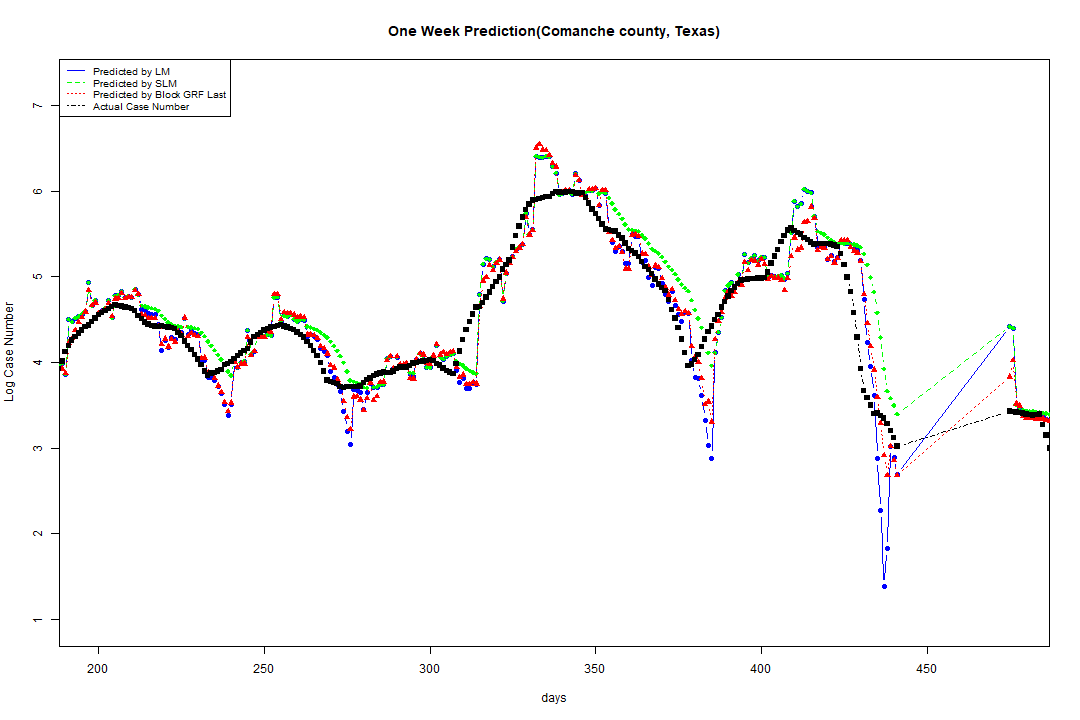 One Week Prediction(Comanche county, Texas)
Predicted by LM
Predicted by SLM
Predicted by Block GRF Last
Actual Case Number
Log Case Number
7
6
5
4
3
2
1
200 250 300 350 400 450
days